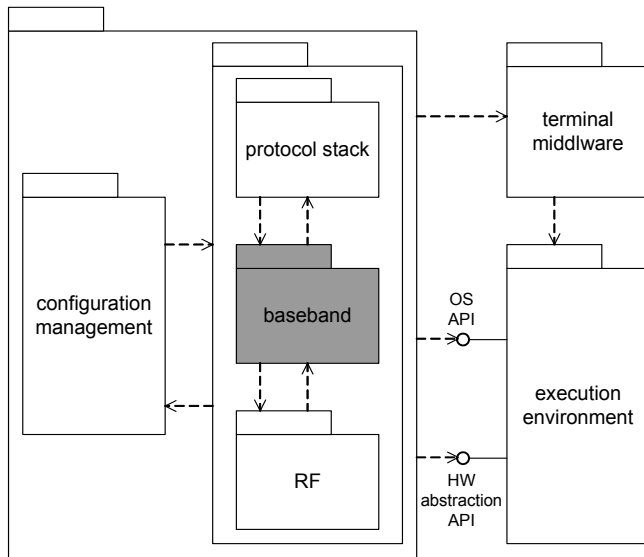 protocol stack
terminal
middlware
configuration
management
baseband
OS
API
execution
environment
RF
HW
abstraction
API